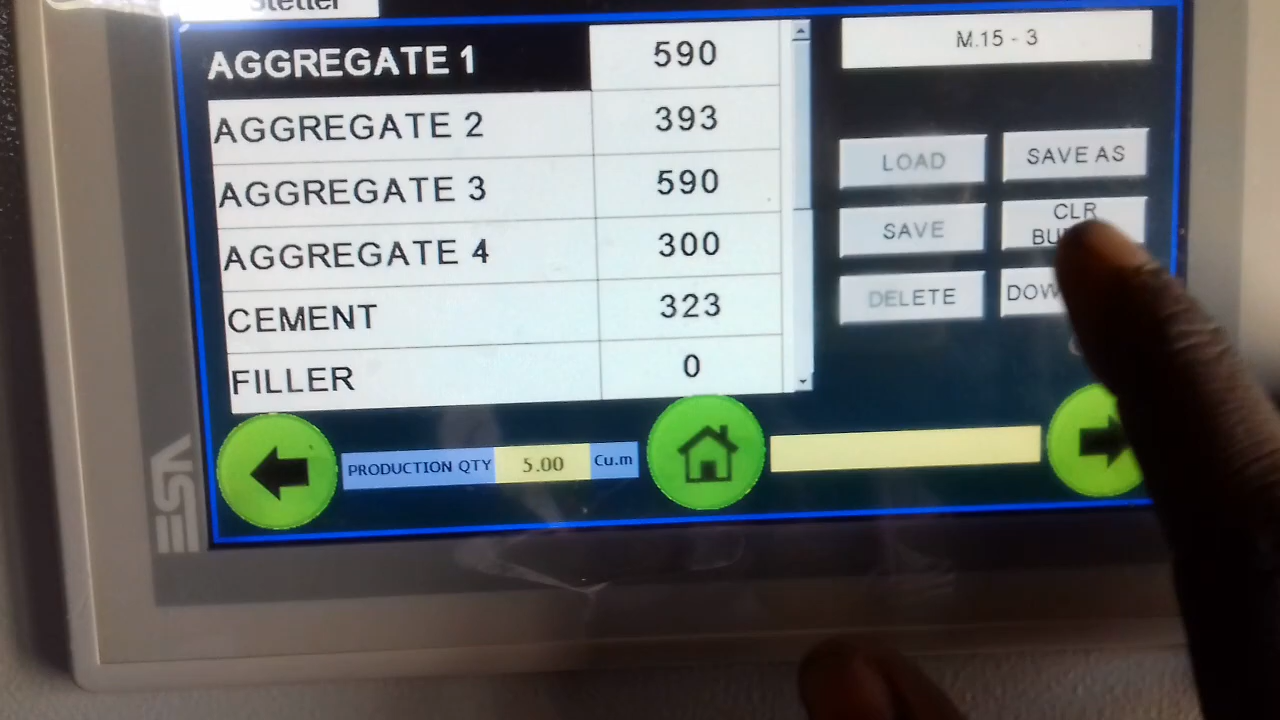 Stetter
AGGREGATE 1 590
AGGREGATE 2 393
AGGREGATE 3 590
AGGREGATE 4 300
CEMENT 323
FILLER 0
M.15 - 3
LOAD SAVE AS
SAVE CLR
DELETE
PRODUCTION QTY 5.00 Cu.m